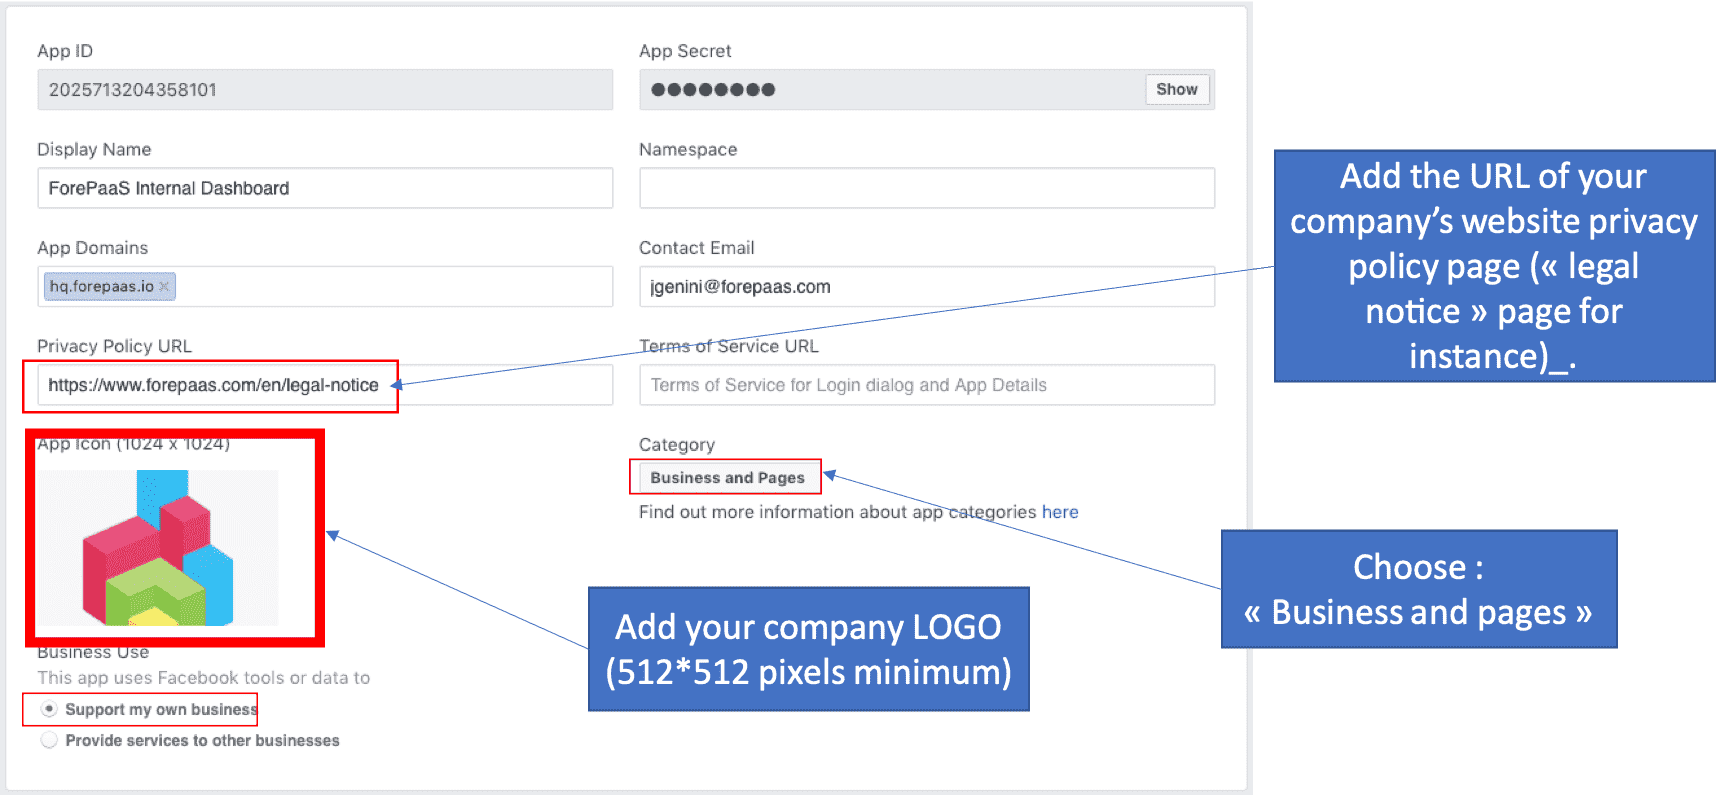 App ID
App Secret
2025713204358101
●●●●●●●●
Show
Display Name
Namespace
ForePaaS Internal Dashboard
App Domains
Contact Email
hq.forepaas.io ×
jgenini@forepaas.com
Privacy Policy URL
Terms of Service URL
https://www.forepaas.com/en/legal-notice
Terms of Service for Login dialog and App Details
App Icon (1024 x 1024)
Category
Business and Pages
Find out more information about app categories here
Business Use
This app uses Facebook tools or data to
Support my own business
Provide services to other businesses
Add the URL of your
company’s website privacy
policy page (« legal
notice » page for
instance)_.
Choose :
« Business and pages »
Add your company LOGO
(512*512 pixels minimum)